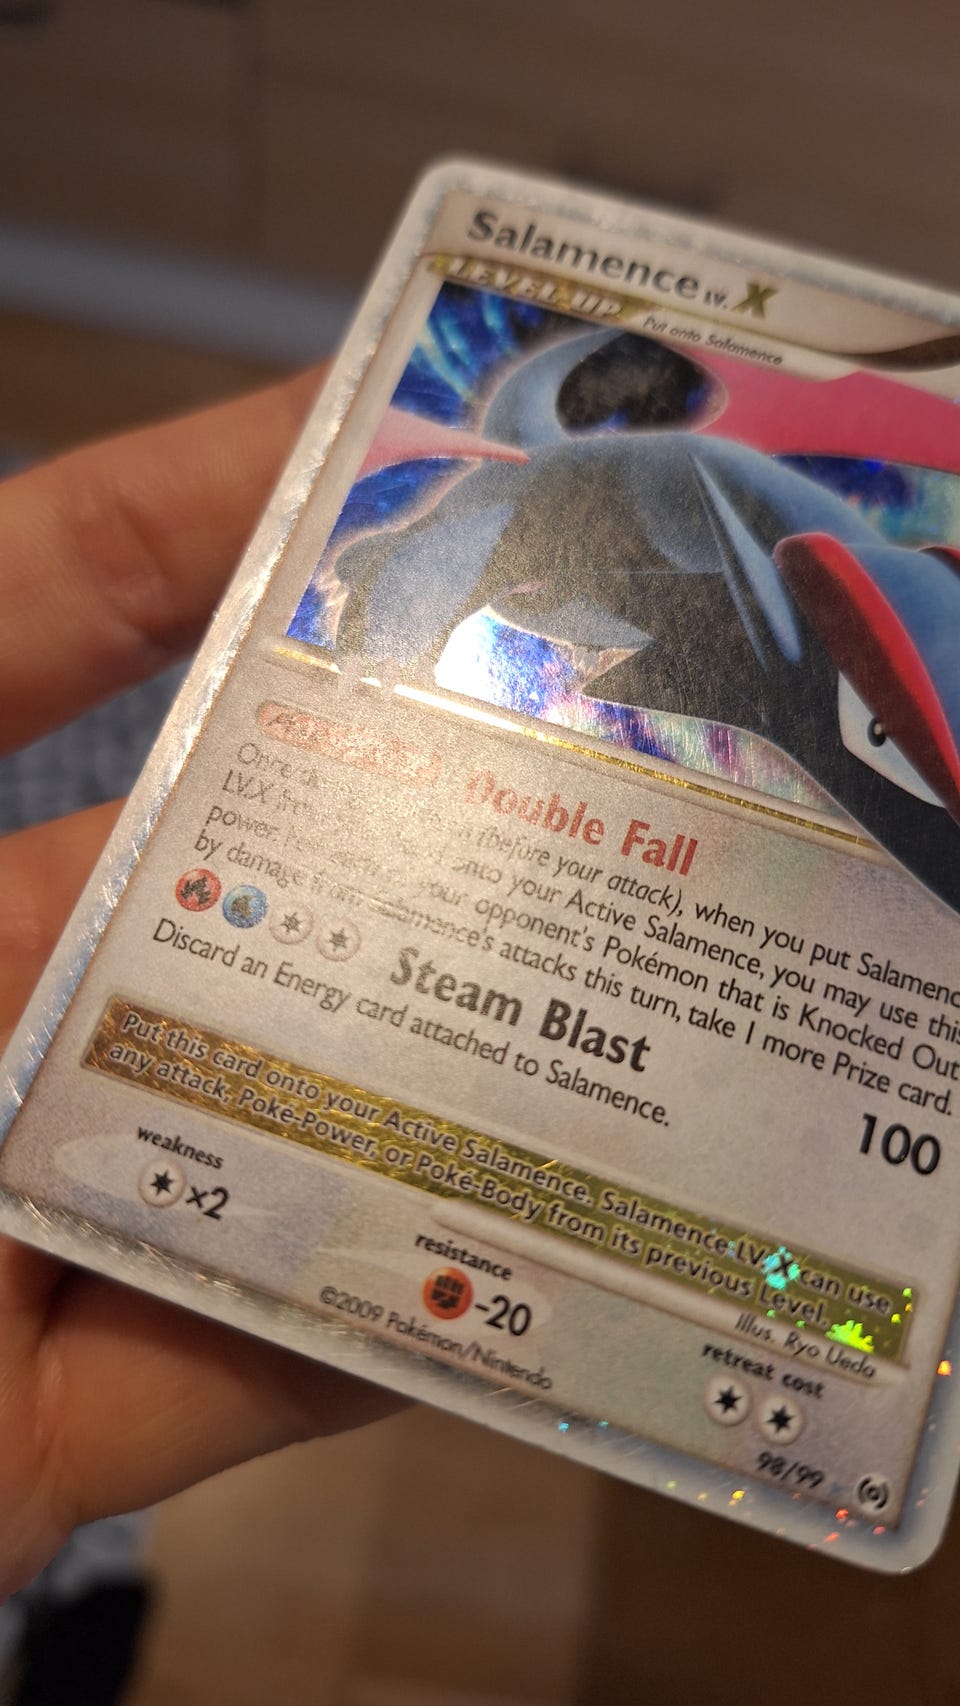 Salamence LV. X
LEVEL-UP Put onto Salamence
Double Fall
Once (before your attack), when you put Salamence
LV.X onto your Active Salamence, you may use this
power. your opponent's Pokémon that is Knocked Out
by damage from Salamence's attacks this turn, take 1 more Prize card.
Steam Blast 100
Discard an Energy card attached to Salamence.
Put this card onto your Active Salamence. Salamence LV.X can use
any attack, Poké-Power, or Poké-Body from its previous Level.
Illus. Ryo Ueda
weakness resistance retreat cost
×2 -20
©2009 Pokémon/Nintendo 98/99